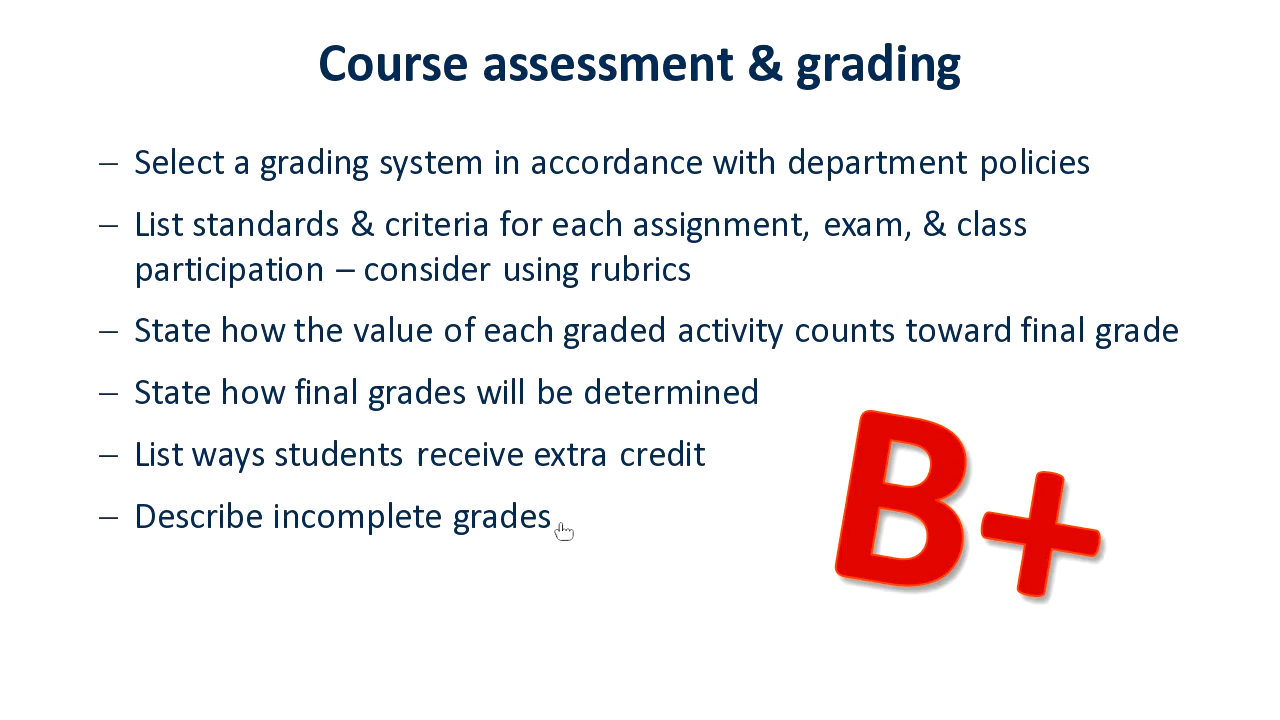 Course assessment & grading
– Select a grading system in accordance with department policies
– List standards & criteria for each assignment, exam, & class
participation – consider using rubrics
– State how the value of each graded activity counts toward final grade
– State how final grades will be determined
– List ways students receive extra credit
– Describe incomplete grades
B+